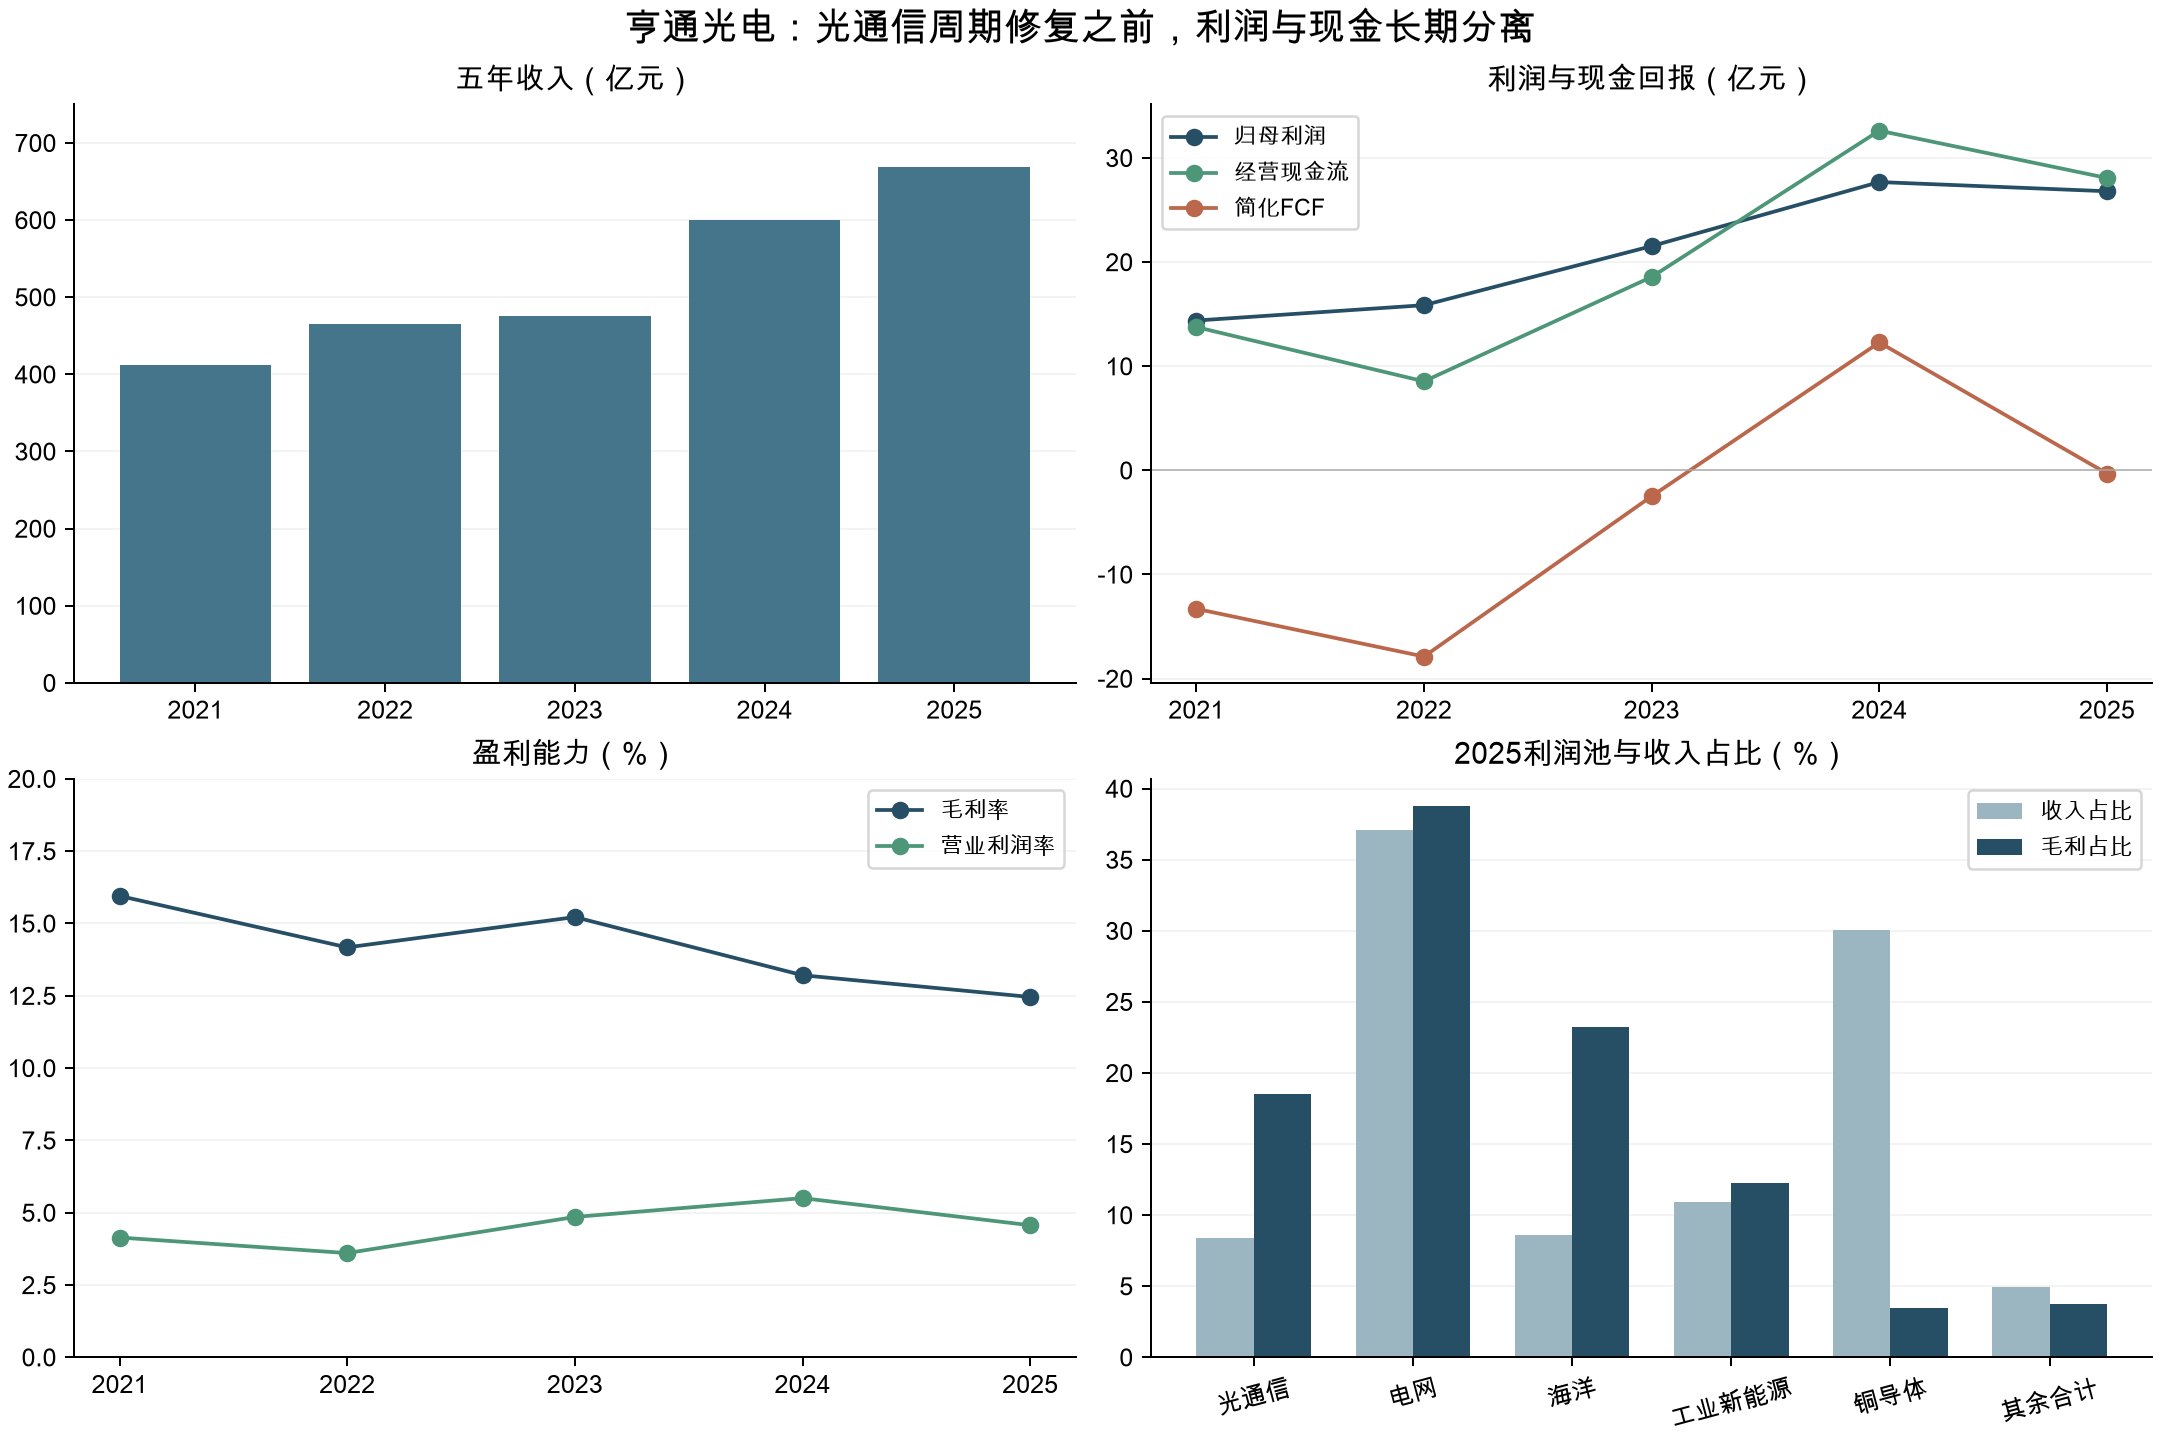 亨通光电：光通信周期修复之前，利润与现金长期分离
五年收入（亿元）
700
600
500
400
300
200
100
0
2021 2022 2023 2024 2025
利润与现金回报（亿元）
归母利润
经营现金流
简化FCF
30
20
10
0
-10
-20
2021 2022 2023 2024 2025
盈利能力（%）
毛利率
营业利润率
20.0
17.5
15.0
12.5
10.0
7.5
5.0
2.5
0.0
2021 2022 2023 2024 2025
2025利润池与收入占比（%）
收入占比
毛利占比
40
35
30
25
20
15
10
5
0
光通信 电网 海洋 工业新能源 铜导体 其余合计